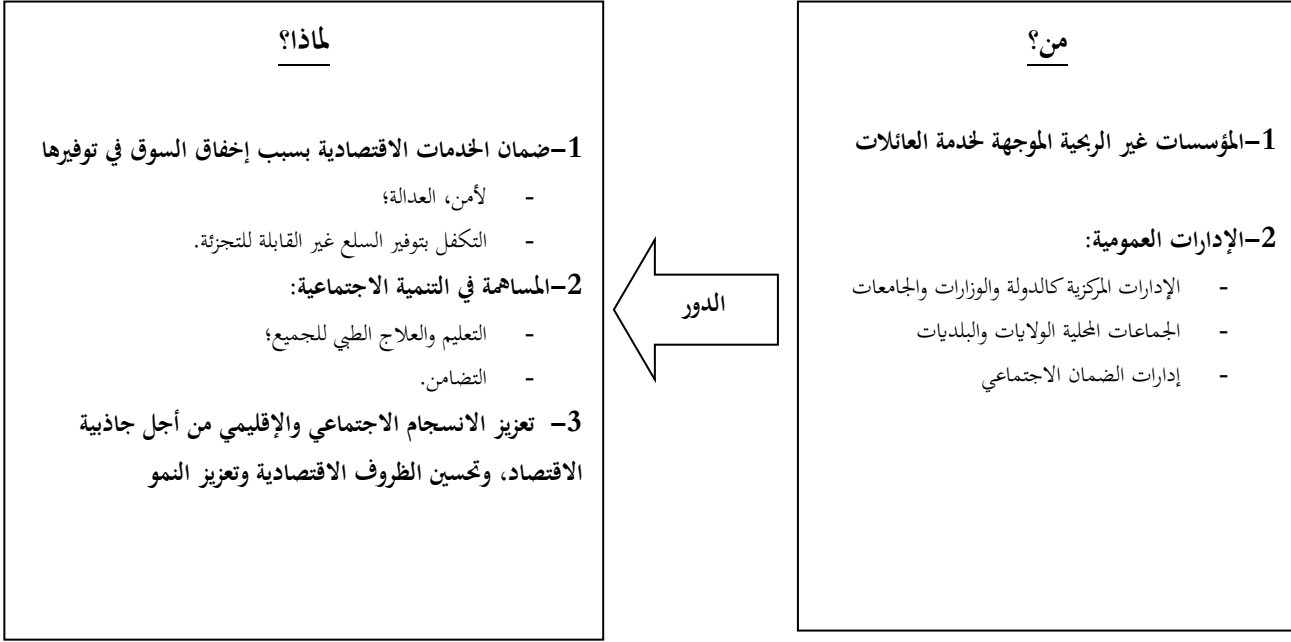 من؟
1–المؤسسات غير الربحية الموجهة لخدمة العائلات
2–الإدارات العمومية:
- الإدارات المركزية كالدولة والوزارات والجامعات
- الجماعات المحلية الولايات والبلديات
- إدارات الضمان الاجتماعي
الدور
لماذا؟
1–ضمان الخدمات الاقتصادية بسبب إخفاق السوق في توفيرها
- لأمن، العدالة؛
- التكفل بتوفير السلع غير القابلة للتجزئة.
2–المساهمة في التنمية الاجتماعية:
- التعليم والعلاج الطبي للجميع؛
- التضامن.
3– تعزيز الانسجام الاجتماعي والإقليمي من أجل جاذبية
الاقتصاد، وتحسين الظروف الاقتصادية وتعزيز النمو